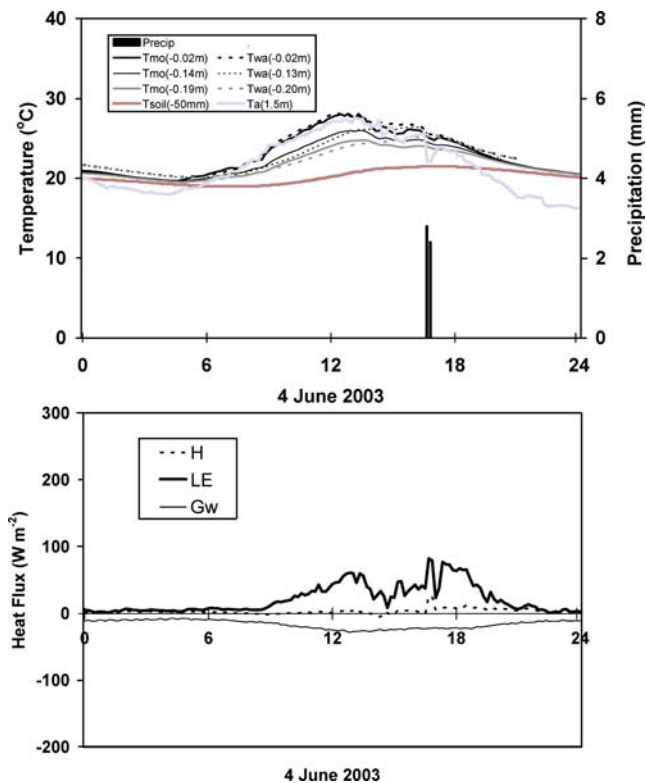 40
30
20
10
0
Temperature (°C)
Precip
Tmo(-0.02m) Twa(-0.02m)
Tmo(-0.14m) Twa(-0.13m)
Tmo(-0.19m) Twa(-0.20m)
Tsoil(-50mm) Ta(1.5m)
8
6
4
2
0
Precipitation (mm)
0 6 12 18 24
4 June 2003
300
200
100
0
-100
-200
Heat Flux (W m-2)
H
LE
Gw
0 6 12 18 24
4 June 2003